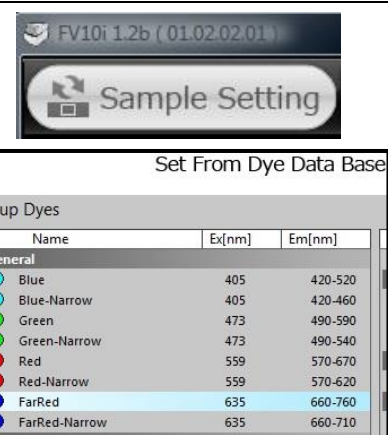 FV10i 1.2b ( 01.02.02.01 )
Sample Setting
Set From Dye Data Base
up Dyes
Name Ex[nm] Em[nm]
eneral
Blue 405 420-520
Blue-Narrow 405 420-460
Green 473 490-590
Green-Narrow 473 490-540
Red 559 570-670
Red-Narrow 559 570-620
FarRed 635 660-760
FarRed-Narrow 635 660-710